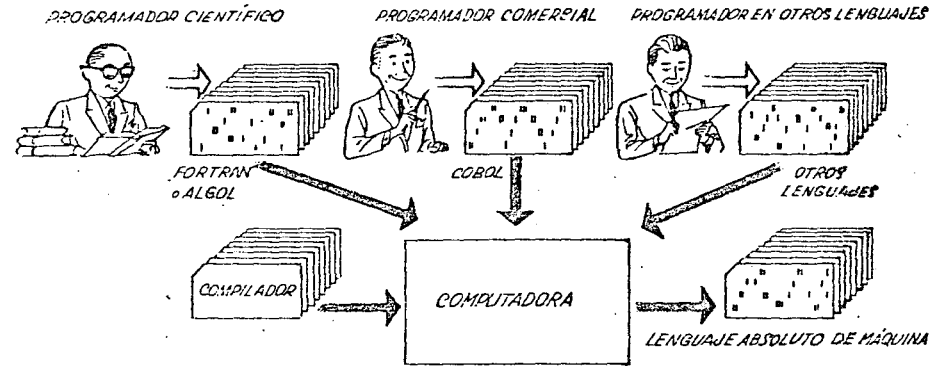 PROGRAMADOR CIENTÍFICO
PROGRAMADOR COMERCIAL
PROGRAMADOR EN OTROS LENGUAJES
FORTRAN
o ALGOL
COBOL
OTROS
LENGUAJES
COMPILADOR
COMPUTADORA
LENGUAJE ABSOLUTO DE MÁQUINA